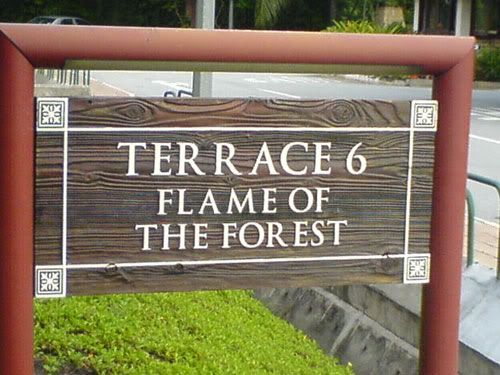 TERRACE 6
FLAME OF
THE FOREST